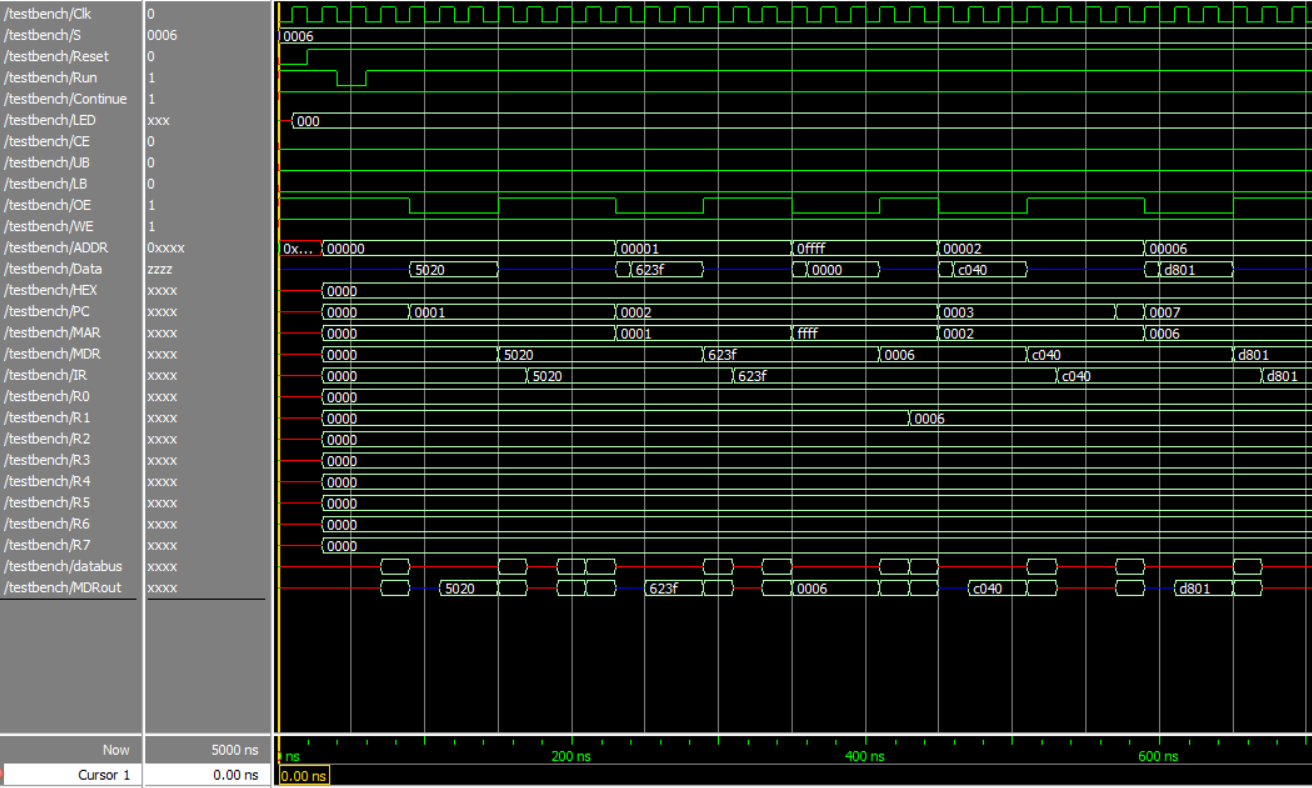 /testbench/Clk 0
/testbench/S 0006 0006
/testbench/Reset 0
/testbench/Run 1
/testbench/Continue 1
/testbench/LED xxx 000
/testbench/CE 0
/testbench/UB 0
/testbench/LB 0
/testbench/OE 1
/testbench/WE 1
/testbench/ADDR 0xxxx 0x... 00000 00001 0ffff 00002 00006
/testbench/Data zzzz 5020 623f 0000 c040 d801
/testbench/HEX xxxx 0000
/testbench/PC xxxx 0000 0001 0002 0003 0007
/testbench/MAR xxxx 0000 0001 ffff 0002 0006
/testbench/MDR xxxx 0000 5020 623f 0006 c040 d801
/testbench/IR xxxx 0000 5020 623f c040 d801
/testbench/R0 xxxx 0000
/testbench/R1 xxxx 0000 0006
/testbench/R2 xxxx 0000
/testbench/R3 xxxx 0000
/testbench/R4 xxxx 0000
/testbench/R5 xxxx 0000
/testbench/R6 xxxx 0000
/testbench/R7 xxxx 0000
/testbench/databus xxxx
/testbench/MDRout xxxx 5020 623f 0006 c040 d801
Now 5000 ns ns 200 ns 400 ns 600 ns
Cursor 1 0.00 ns 0.00 ns